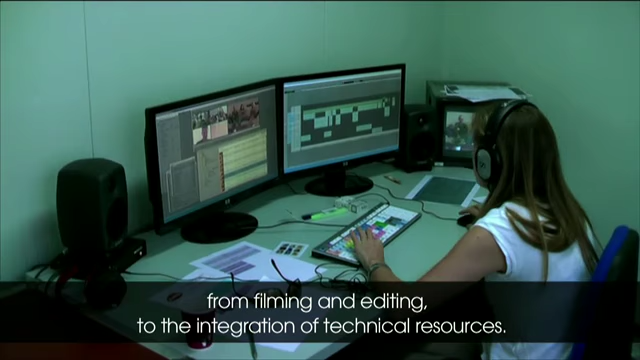 from filming and editing,
to the integration of technical resources.